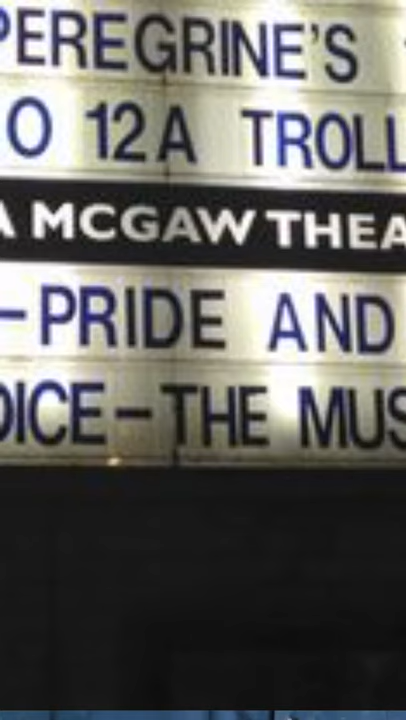 PEREGRINE'S
O 12A TROLL
A MCGAW THEA
-PRIDE AND
DICE-THE MUS